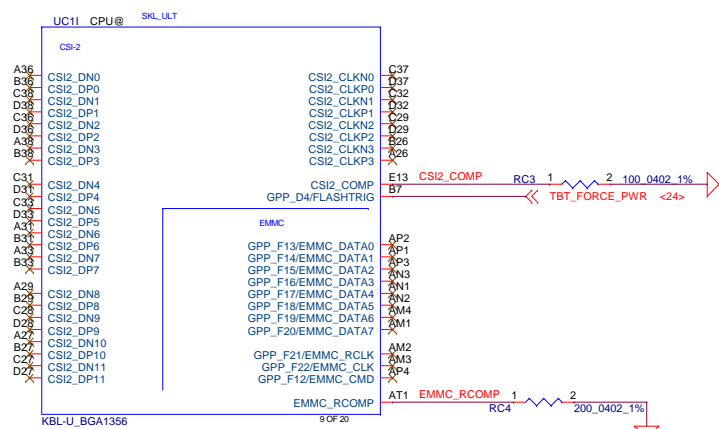 UC1I CPU@ SKL_ULT
CSI-2
A36 CSI2_DN0 CSI2_CLKN0 C37
B36 CSI2_DP0 CSI2_CLKP0 D37
C38 CSI2_DN1 CSI2_CLKN1 C32
D38 CSI2_DP1 CSI2_CLKP1 D32
C36 CSI2_DN2 CSI2_CLKN2 C29
D36 CSI2_DP2 CSI2_CLKP2 D29
A38 CSI2_DN3 CSI2_CLKN3 B26
B38 CSI2_DP3 CSI2_CLKP3 A26
C31 CSI2_DN4 CSI2_COMP E13 CSI2_COMP RC3 1 2 100_0402_1%
D31 CSI2_DP4 GPP_D4/FLASHTRIG B7 TBT_FORCE_PWR <24>
C33 CSI2_DN5
D33 CSI2_DP5 EMMC
A31 CSI2_DN6
B31 CSI2_DP6 GPP_F13/EMMC_DATA0 AP2
A33 CSI2_DN7 GPP_F14/EMMC_DATA1 AP1
B33 CSI2_DP7 GPP_F15/EMMC_DATA2 AP3
GPP_F16/EMMC_DATA3 AN3
A29 CSI2_DN8 GPP_F17/EMMC_DATA4 AN1
B29 CSI2_DP8 GPP_F18/EMMC_DATA5 AN2
C28 CSI2_DN9 GPP_F19/EMMC_DATA6 AM4
D28 CSI2_DP9 GPP_F20/EMMC_DATA7 AM1
A27 CSI2_DN10
B27 CSI2_DP10 GPP_F21/EMMC_RCLK AM2
C27 CSI2_DN11 GPP_F22/EMMC_CLK AM3
D27 CSI2_DP11 GPP_F12/EMMC_CMD AP4
EMMC_RCOMP AT1 EMMC_RCOMP 1 2
RC4 200_0402_1%
KBL-U_BGA1356 9 OF 20